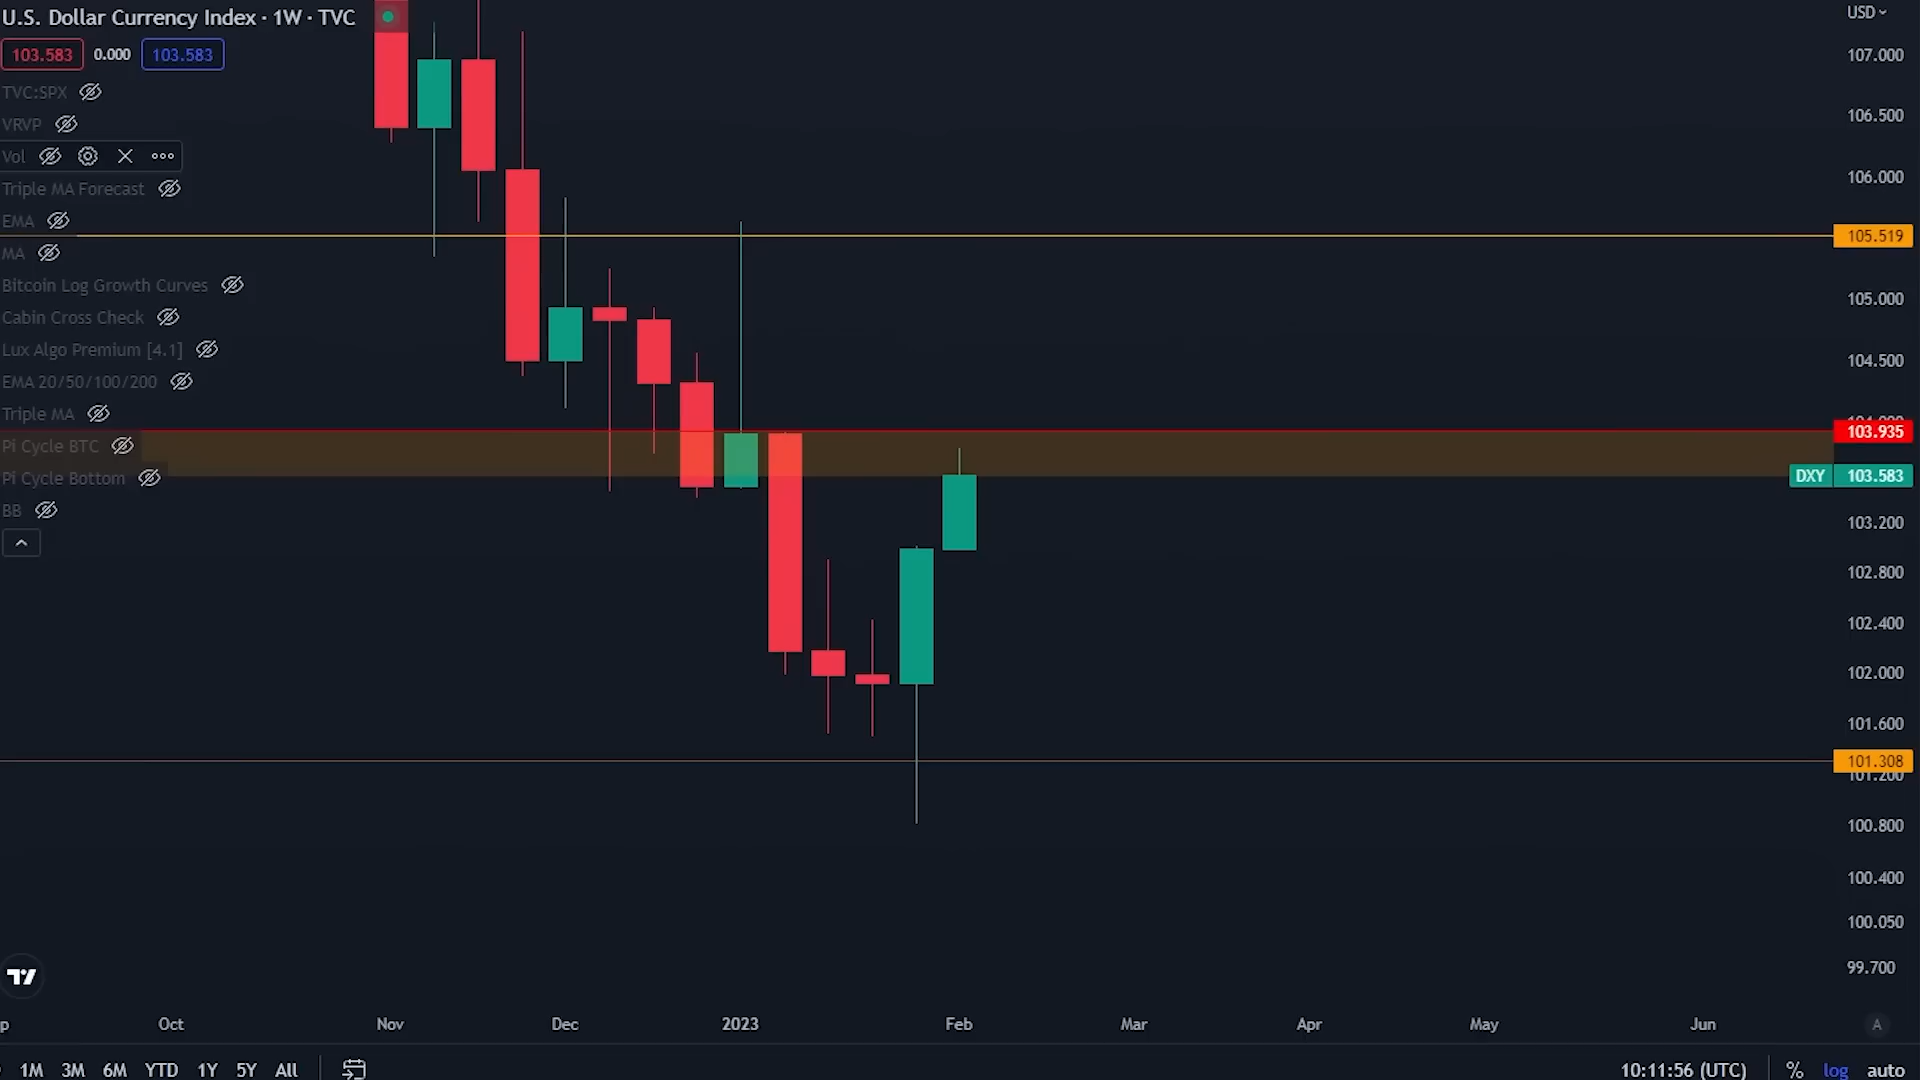 U.S. Dollar Currency Index · 1W · TVC
103.583 0.000 103.583
TVC:SPX
VRVP
Vol
Triple MA Forecast
EMA
MA
Bitcoin Log Growth Curves
Cabin Cross Check
Lux Algo Premium [4.1]
EMA 20/50/100/200
Triple MA
Pi Cycle BTC
Pi Cycle Bottom
BB
USD
107.000
106.500
106.000
105.519
105.000
104.500
103.935
DXY 103.583
103.200
102.800
102.400
102.000
101.600
101.308
101.200
100.800
100.400
100.050
99.700
p Oct Nov Dec 2023 Feb Mar Apr May Jun A
1M 3M 6M YTD 1Y 5Y All 10:11:56 (UTC) % log auto